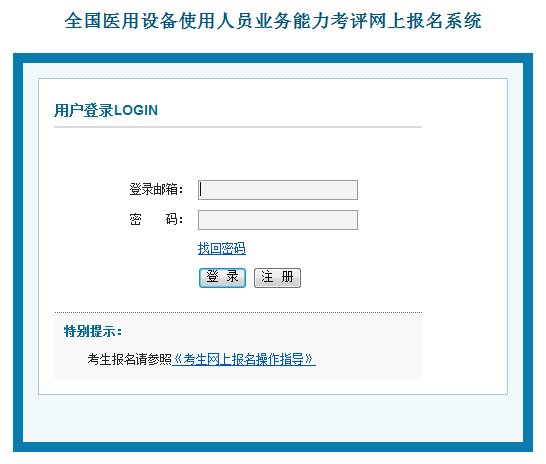 全国医用设备使用人员业务能力考评网上报名系统
用户登录LOGIN
登录邮箱：
密　　码：
找回密码
登 录 注 册
特别提示：
考生报名请参照《考生网上报名操作指导》